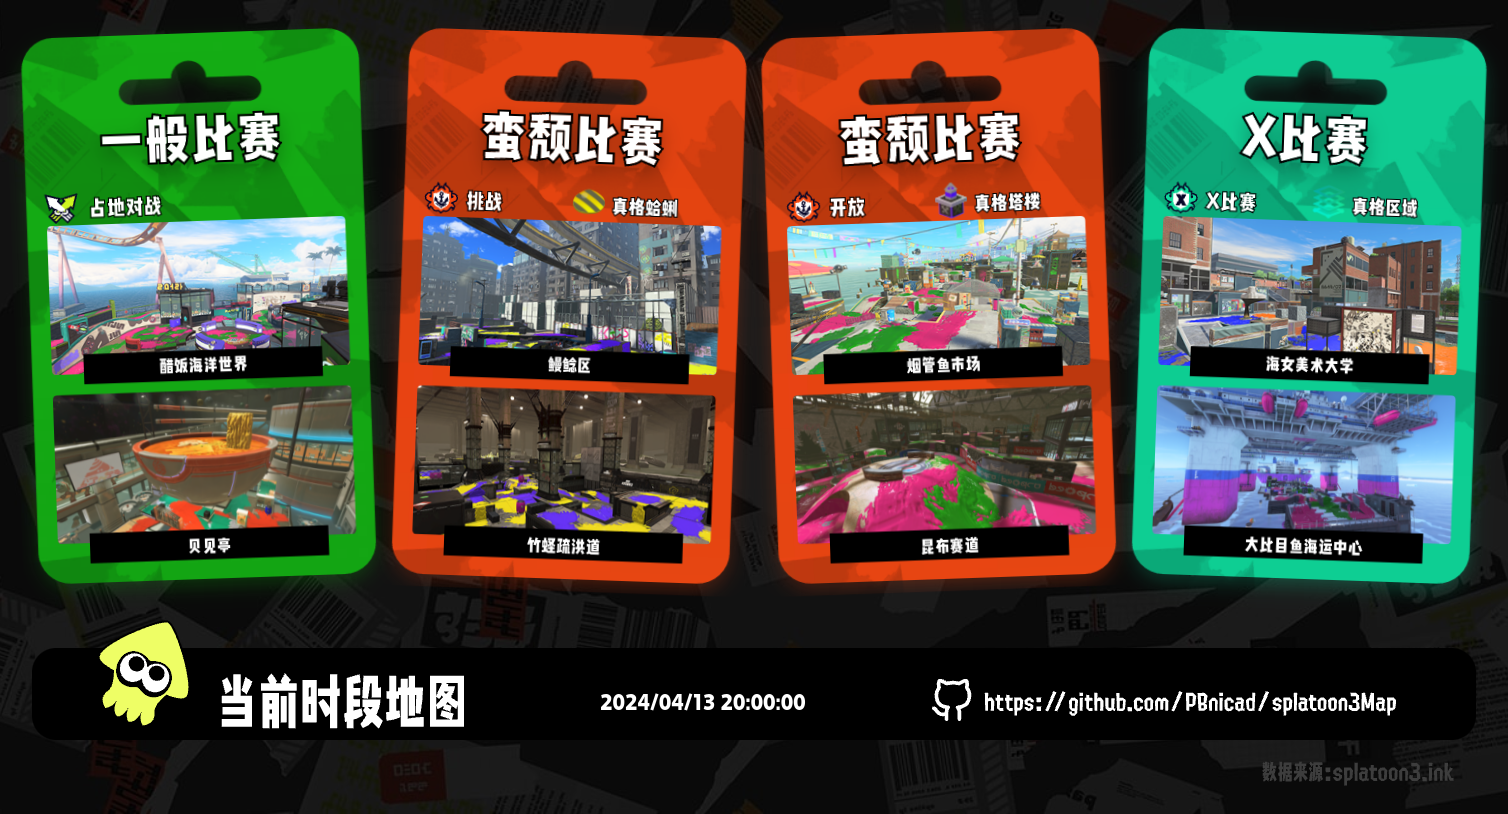 一般比赛
占地对战
醋饭海洋世界
贝见亭
蛮颓比赛
挑战
真格蛤蜊
鳗鲶区
竹蛏疏洪道
蛮颓比赛
开放
真格塔楼
烟管鱼市场
昆布赛道
X比赛
X比赛
真格区域
海女美术大学
大比目鱼海运中心
当前时段地图
2024/04/13 20:00:00
https://github.com/PBnicad/splatoon3Map
数据来源:splatoon3.ink